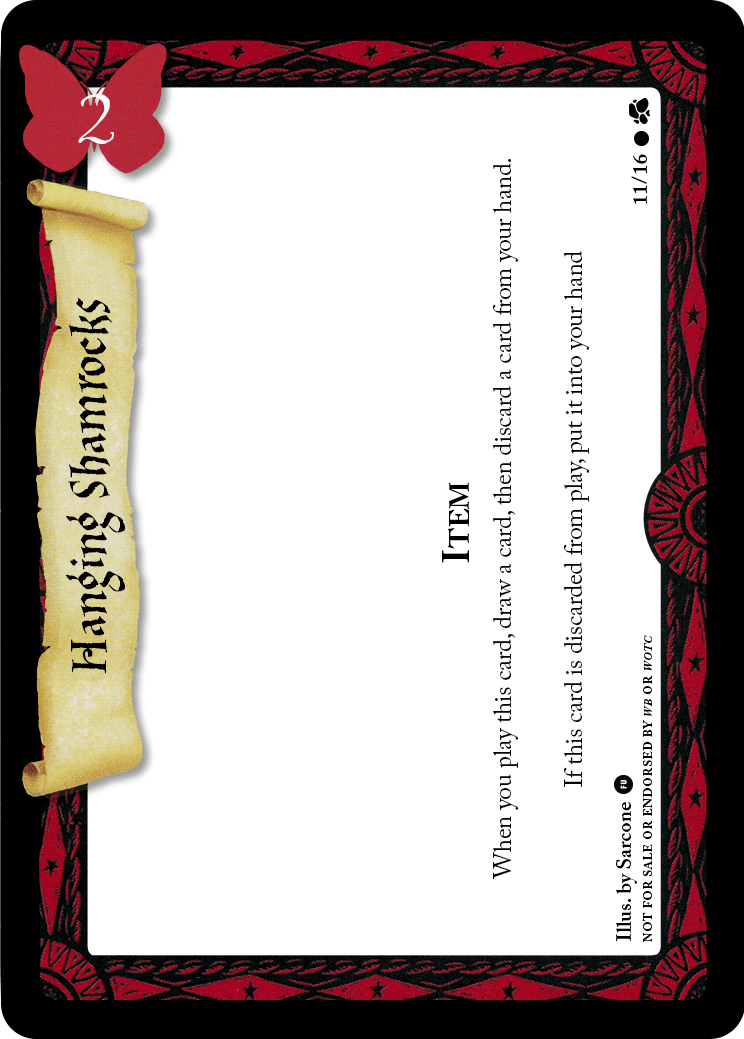 2
Hanging Shamrocks
ITEM
When you play this card, draw a card, then discard a card from your hand.
If this card is discarded from play, put it into your hand
Illus. by Sarcone FU
NOT FOR SALE OR ENDORSED BY WB OR WOTC
11/16